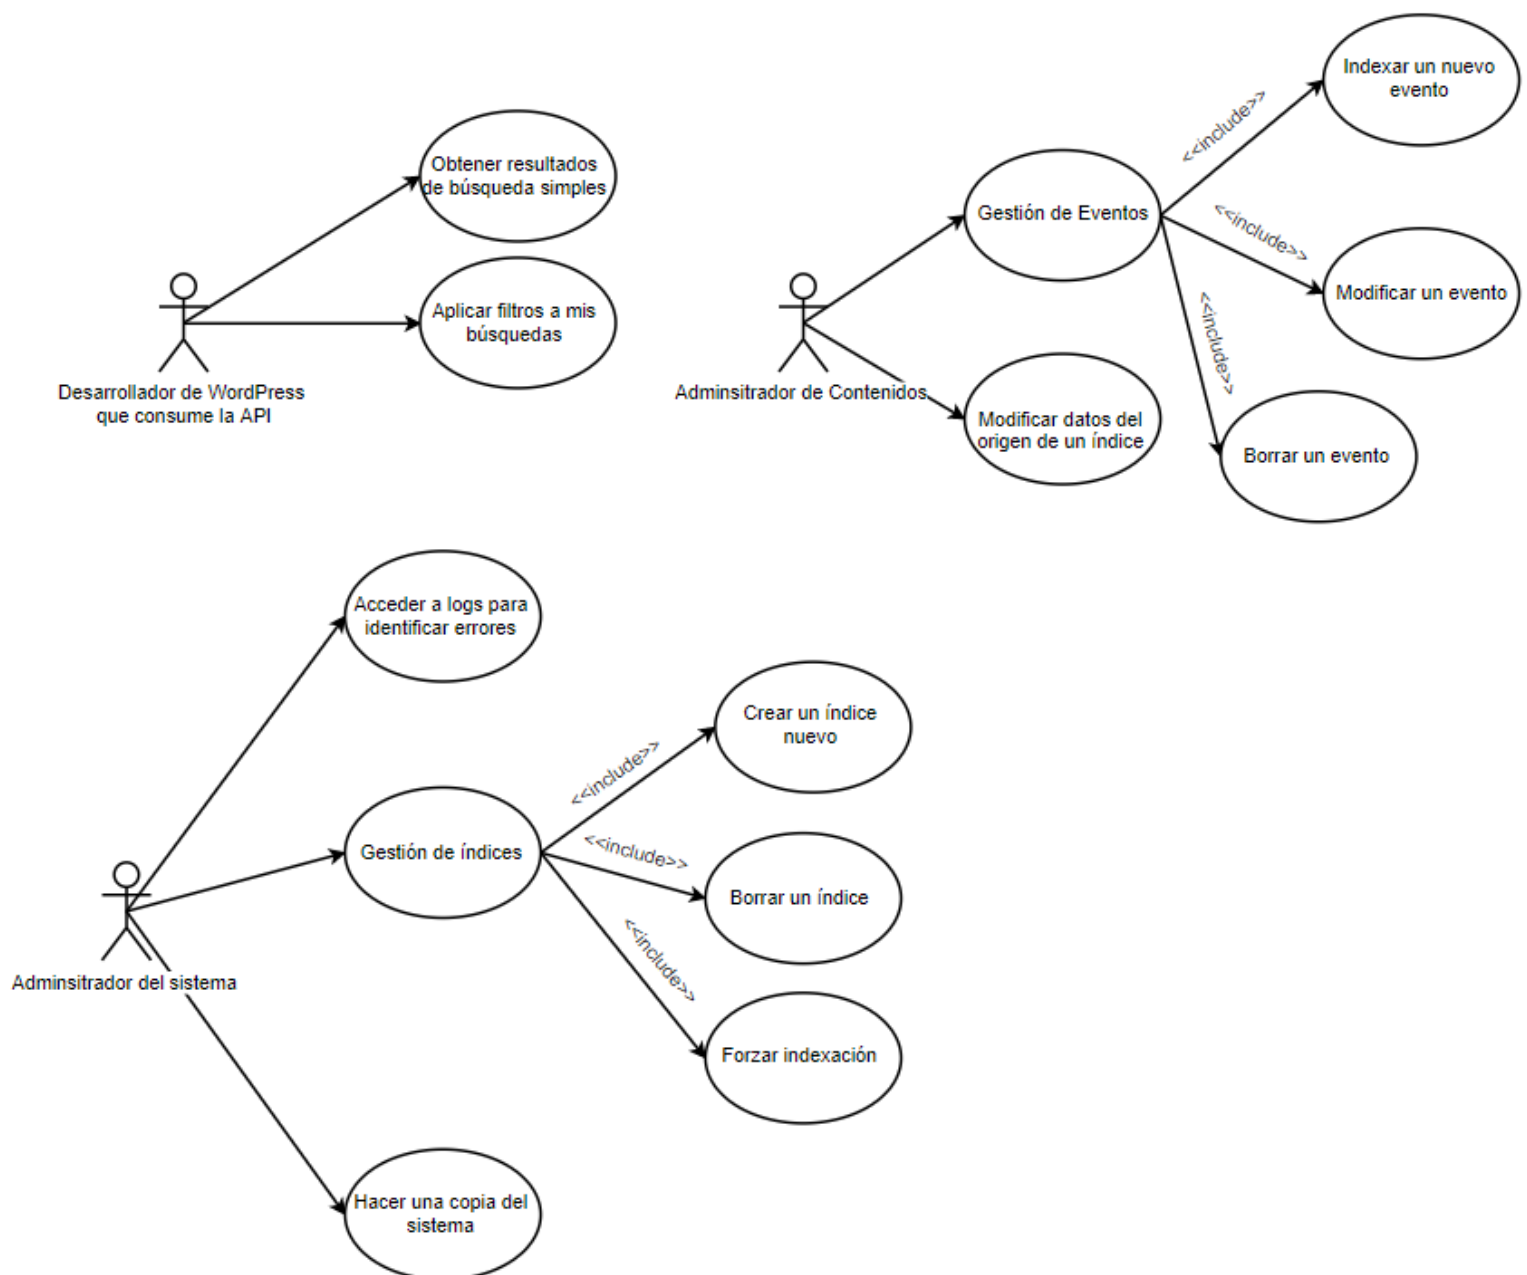 Obtener resultados
de búsqueda simples
Aplicar filtros a mis
búsquedas
Desarrollador de WordPress
que consume la API
Indexar un nuevo
evento
<<include>>
Gestión de Eventos
<<include>>
Modificar un evento
<<include>>
Adminsitrador de Contenidos
Modificar datos del
origen de un índice
Borrar un evento
Acceder a logs para
identificar errores
Crear un índice
nuevo
<<include>>
Gestión de índices
<<include>>
Borrar un índice
<<include>>
Adminsitrador del sistema
Forzar indexación
Hacer una copia del
sistema